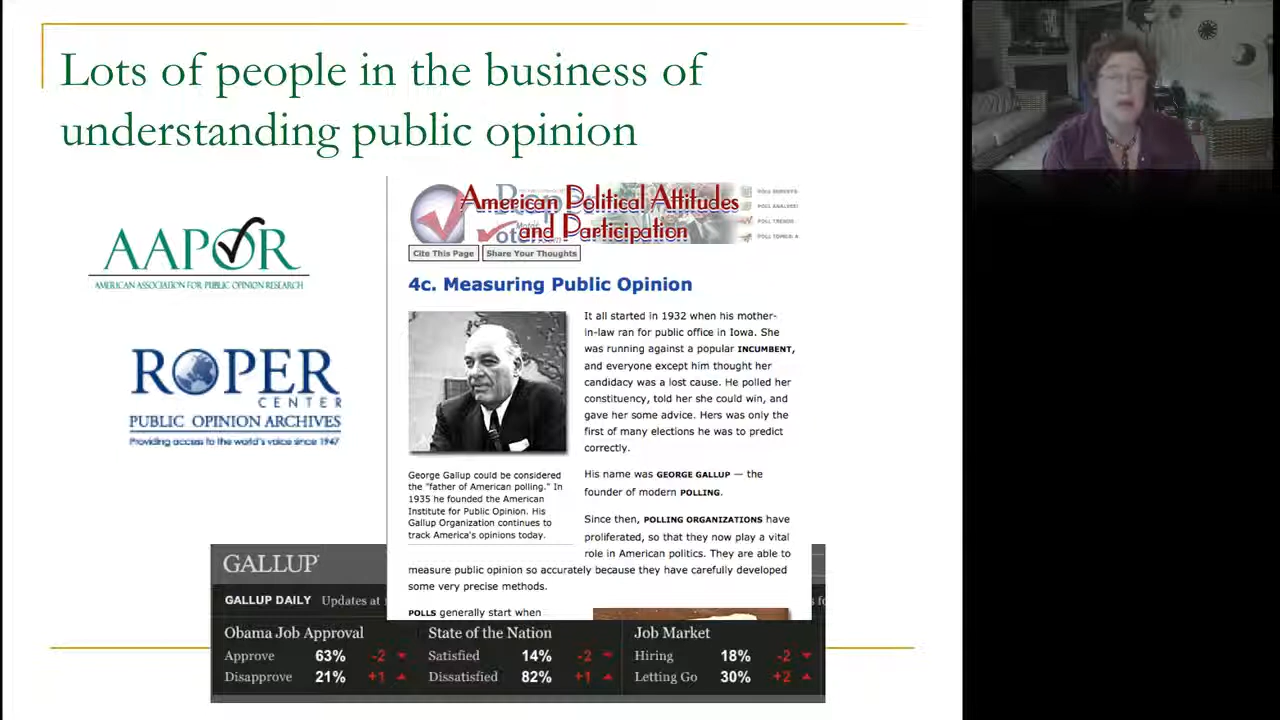 Lots of people in the business of
understanding public opinion
AAPOR
AMERICAN ASSOCIATION FOR PUBLIC OPINION RESEARCH
ROPER
CENTER
PUBLIC OPINION ARCHIVES
Providing access to the world's voice since 1947
American Political Attitudes
and Participation
POLL TRENDS
Cite This Page
Share Your Thoughts
4c. Measuring Public Opinion
George Gallup could be considered
the "father of American polling." In
1935 he founded the American
Institute for Public Opinion. His
Gallup Organization continues to
track America's opinions today.
It all started in 1932 when his mother-
in-law ran for public office in Iowa. She
was running against a popular INCUMBENT,
and everyone except him thought her
candidacy was a lost cause. He polled her
constituency, told her she could win, and
gave her some advice. Hers was only the
first of many elections he was to predict
correctly.
His name was GEORGE GALLUP — the
founder of modern POLLING.
Since then, POLLING ORGANIZATIONS have
proliferated, so that they now play a vital
role in American politics. They are able to
measure public opinion so accurately because they have carefully developed
some very precise methods.
POLLS generally start when
GALLUP
GALLUP DAILY Updates at
Obama Job Approval
Approve 63% -2
Disapprove 21% +1
State of the Nation
Satisfied 14% -2
Dissatisfied 82% +1
Job Market
Hiring 18% -2
Letting Go 30% +2